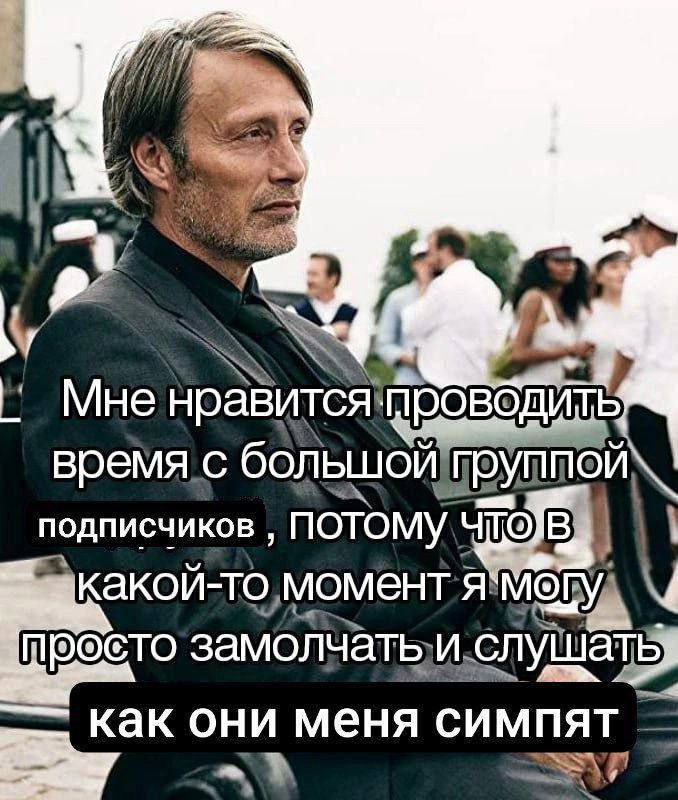 Мне нравится проводить
время с большой группой
подписчиков, потому что в
какой-то момент я могу
просто замолчать и слушать
как они меня симпят